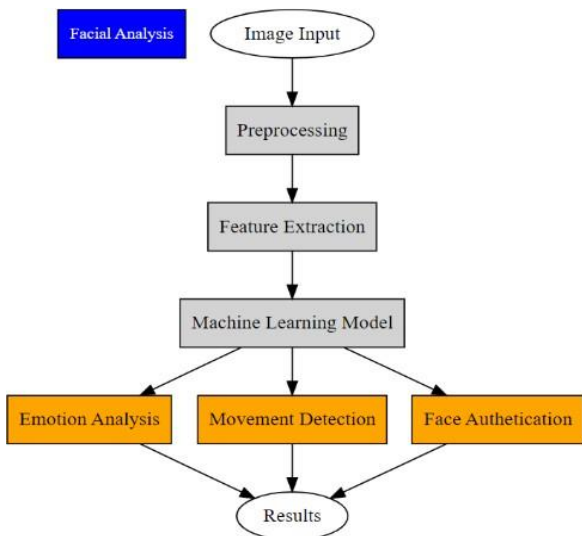 Facial Analysis
Image Input
Preprocessing
Feature Extraction
Machine Learning Model
Emotion Analysis
Movement Detection
Face Authetication
Results